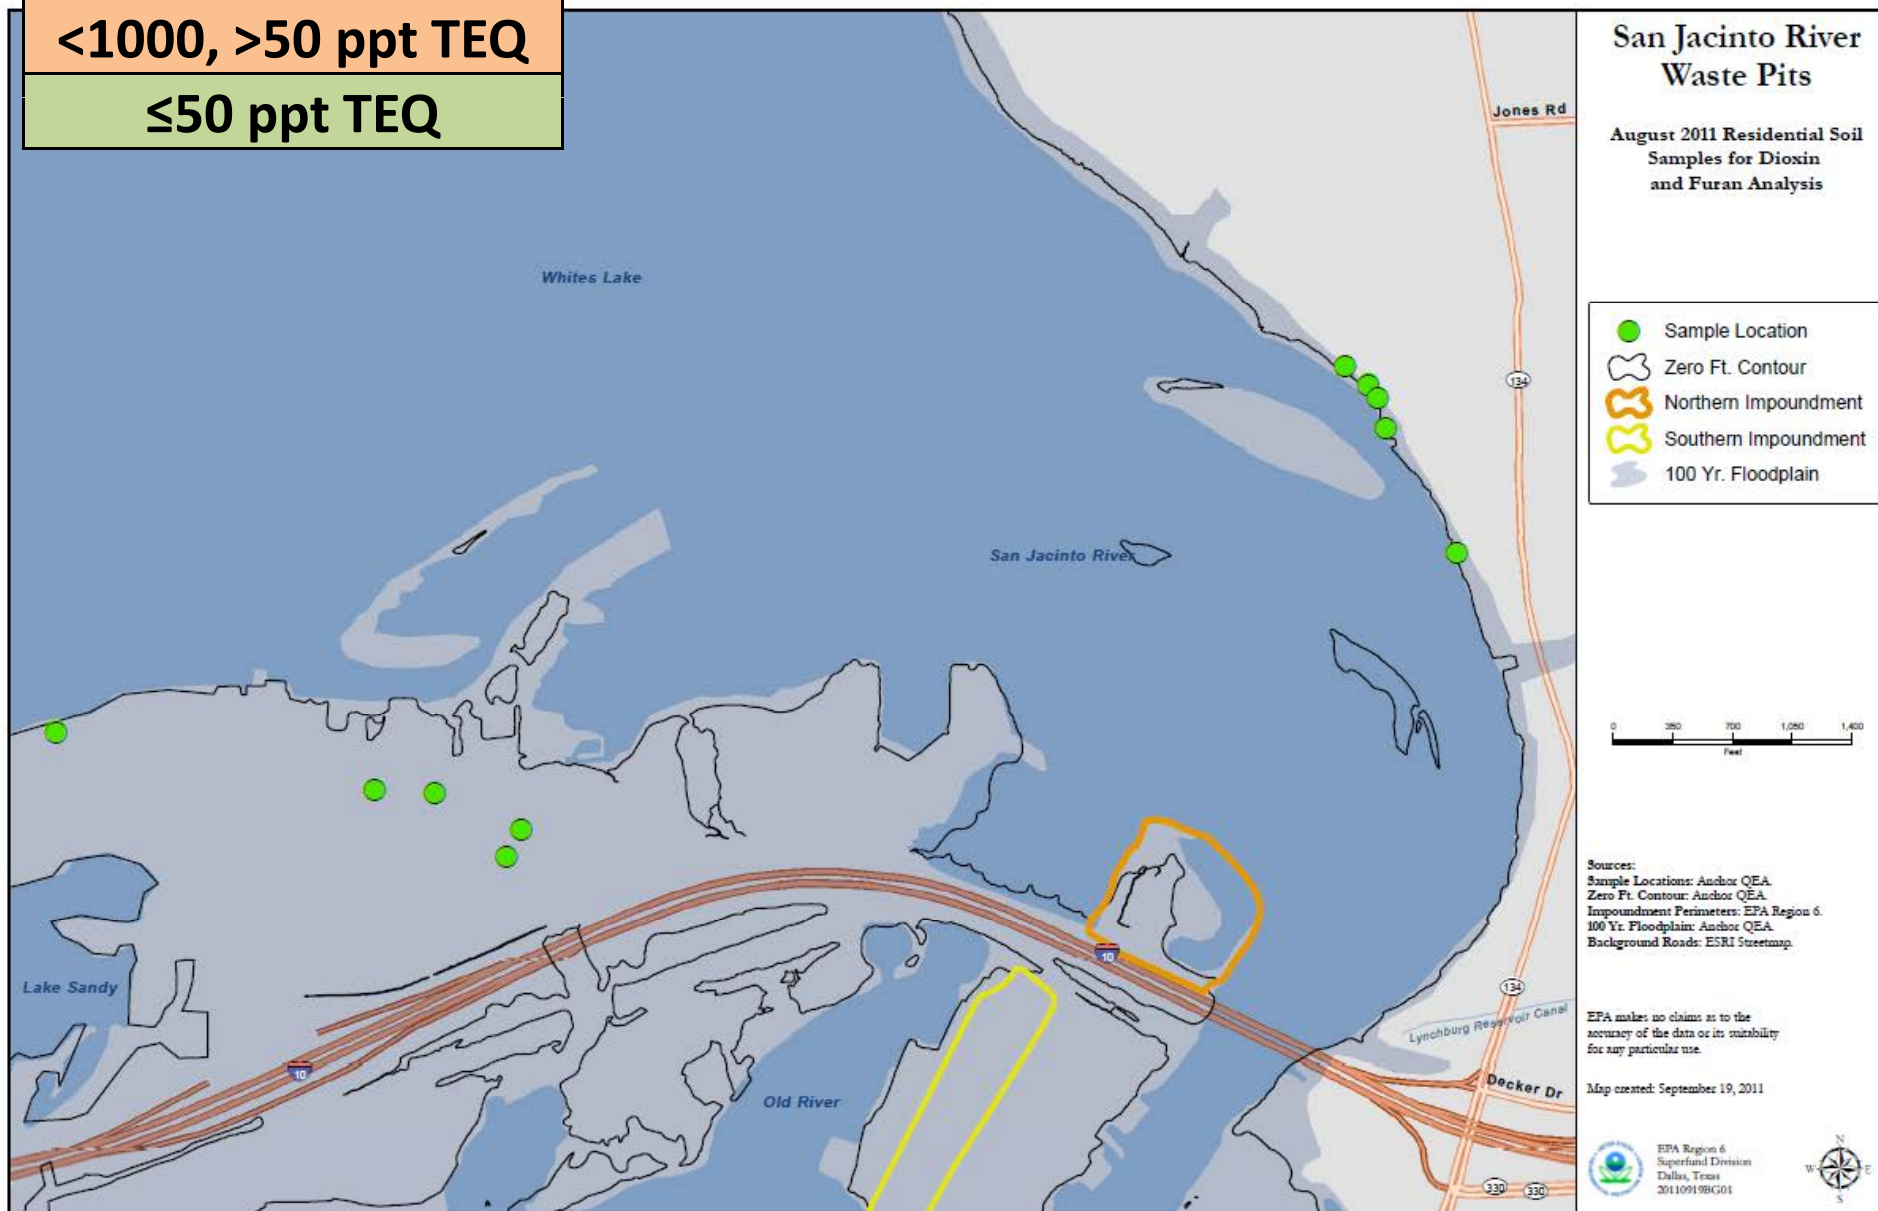 <1000, >50 ppt TEQ
≤50 ppt TEQ
San Jacinto River
Waste Pits
August 2011 Residential Soil
Samples for Dioxin
and Furan Analysis
Jones Rd
Whites Lake
Sample Location
Zero Ft. Contour
Northern Impoundment
Southern Impoundment
100 Yr. Floodplain
134
San Jacinto River
0 350 700 1,050 1,400
Feet
Sources:
Sample Locations: Anchor QEA.
Zero Ft. Contour: Anchor QEA.
Impoundment Perimeters: EPA Region 6.
100 Yr. Floodplain: Anchor QEA.
Background Roads: ESRI Streetmap.
10
Lake Sandy
134
Lynchburg Reservoir Canal
EPA makes no claims as to the
accuracy of the data or its suitability
for any particular use.
10
Decker Dr
Map created: September 19, 2011
Old River
EPA Region 6
Superfund Division
Dallas, Texas
20110919BG01
N
W E
S
330 330